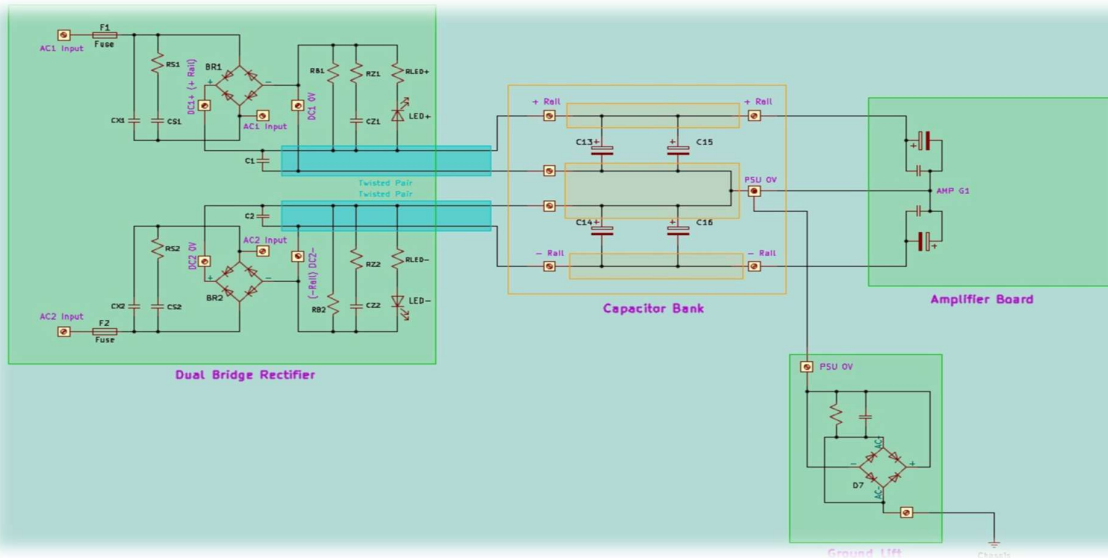 F1
AC1 Input
Fuse
RS1
BR1
DC1+ (+ Rail)
+
-
CX1
CS1
AC1 Input
DC1 0V
RB1
RZ1
RLED+
LED+
CZ1
C1
Twisted Pair
Twisted Pair
C2
RS2
AC2 Input
DC2 0V
+
-
BR2
(-Rail) DC2-
CX2
CS2
AC2 Input
F2
Fuse
RB2
RZ2
RLED-
LED-
CZ2
Dual Bridge Rectifier
+ Rail
+ Rail
C13
+
C15
+
PSU 0V
C14
+
C16
+
- Rail
- Rail
Capacitor Bank
+
AMP G1
+
Amplifier Board
PSU 0V
AC+
-
+
D7
AC-
Ground Lift
Chassis